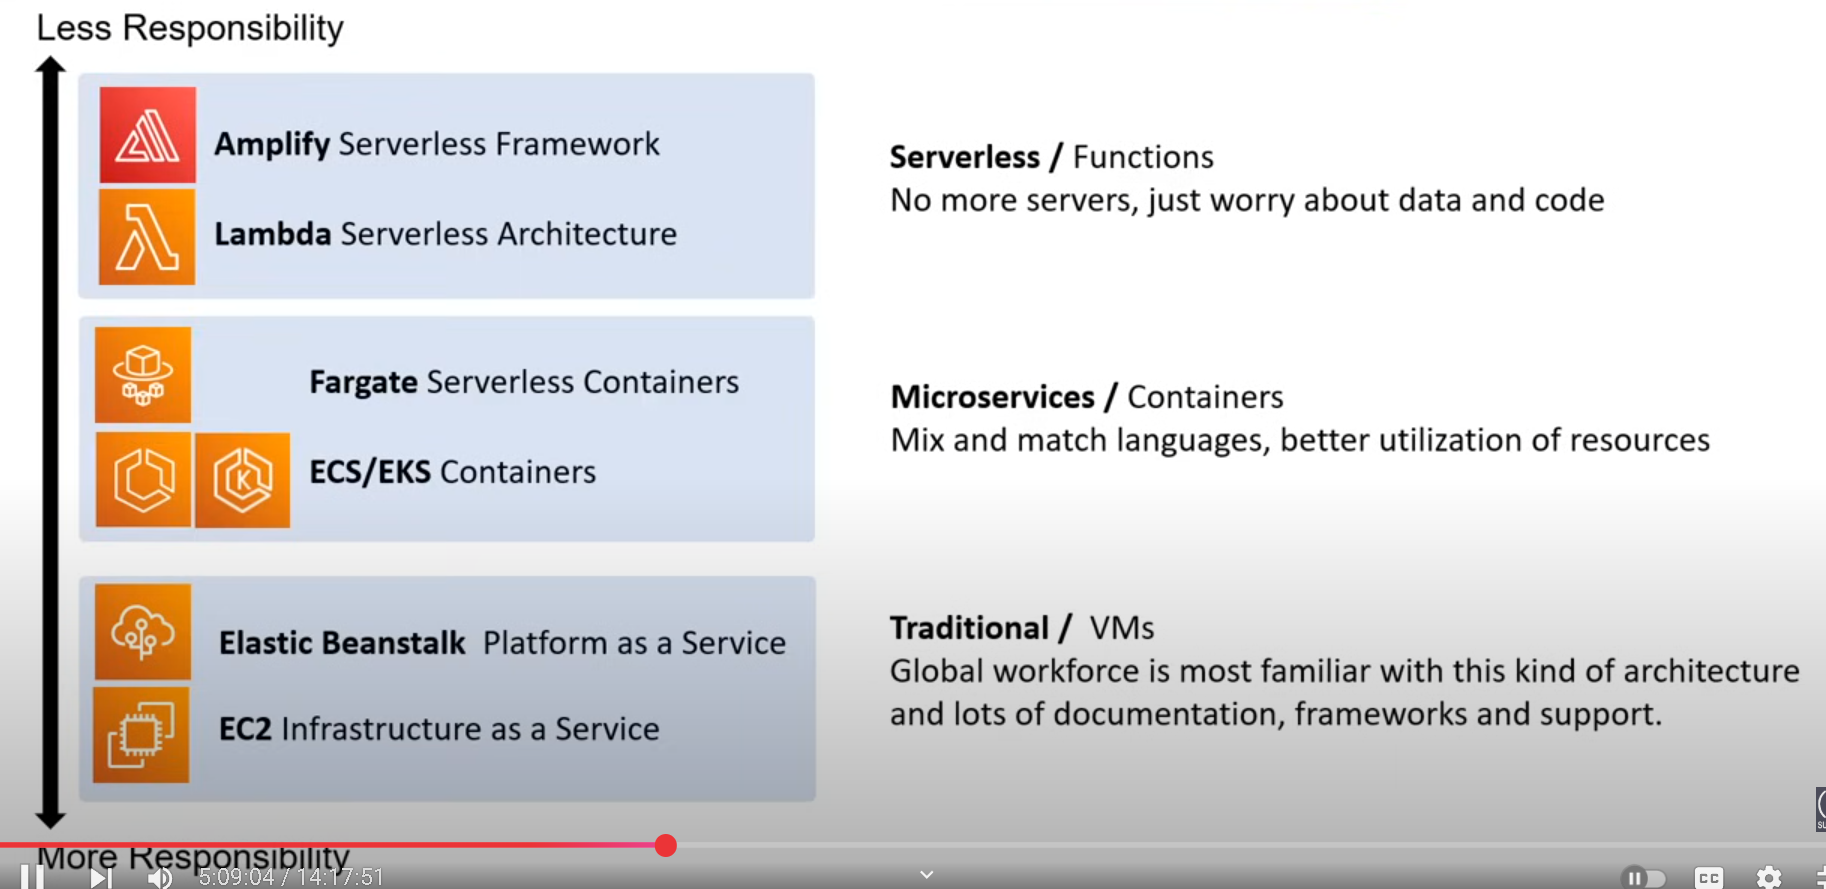 Less Responsibility
Amplify Serverless Framework
Lambda Serverless Architecture
Serverless / Functions
No more servers, just worry about data and code
Fargate Serverless Containers
K
ECS/EKS Containers
Microservices / Containers
Mix and match languages, better utilization of resources
Elastic Beanstalk Platform as a Service
EC2 Infrastructure as a Service
Traditional / VMs
Global workforce is most familiar with this kind of architecture
and lots of documentation, frameworks and support.
More Responsibility
5:09:04 / 14:17:51
CC